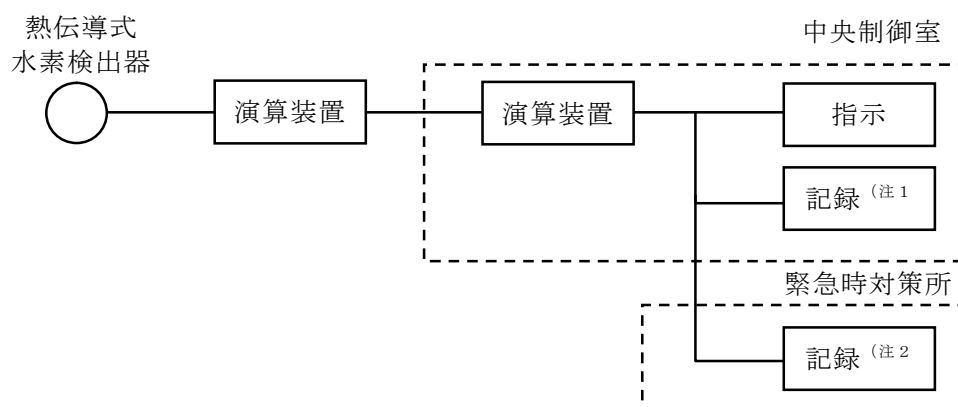 熱伝導式
水素検出器
中央制御室
演算装置
演算装置
指示
記録（注１
緊急時対策所
記録（注２